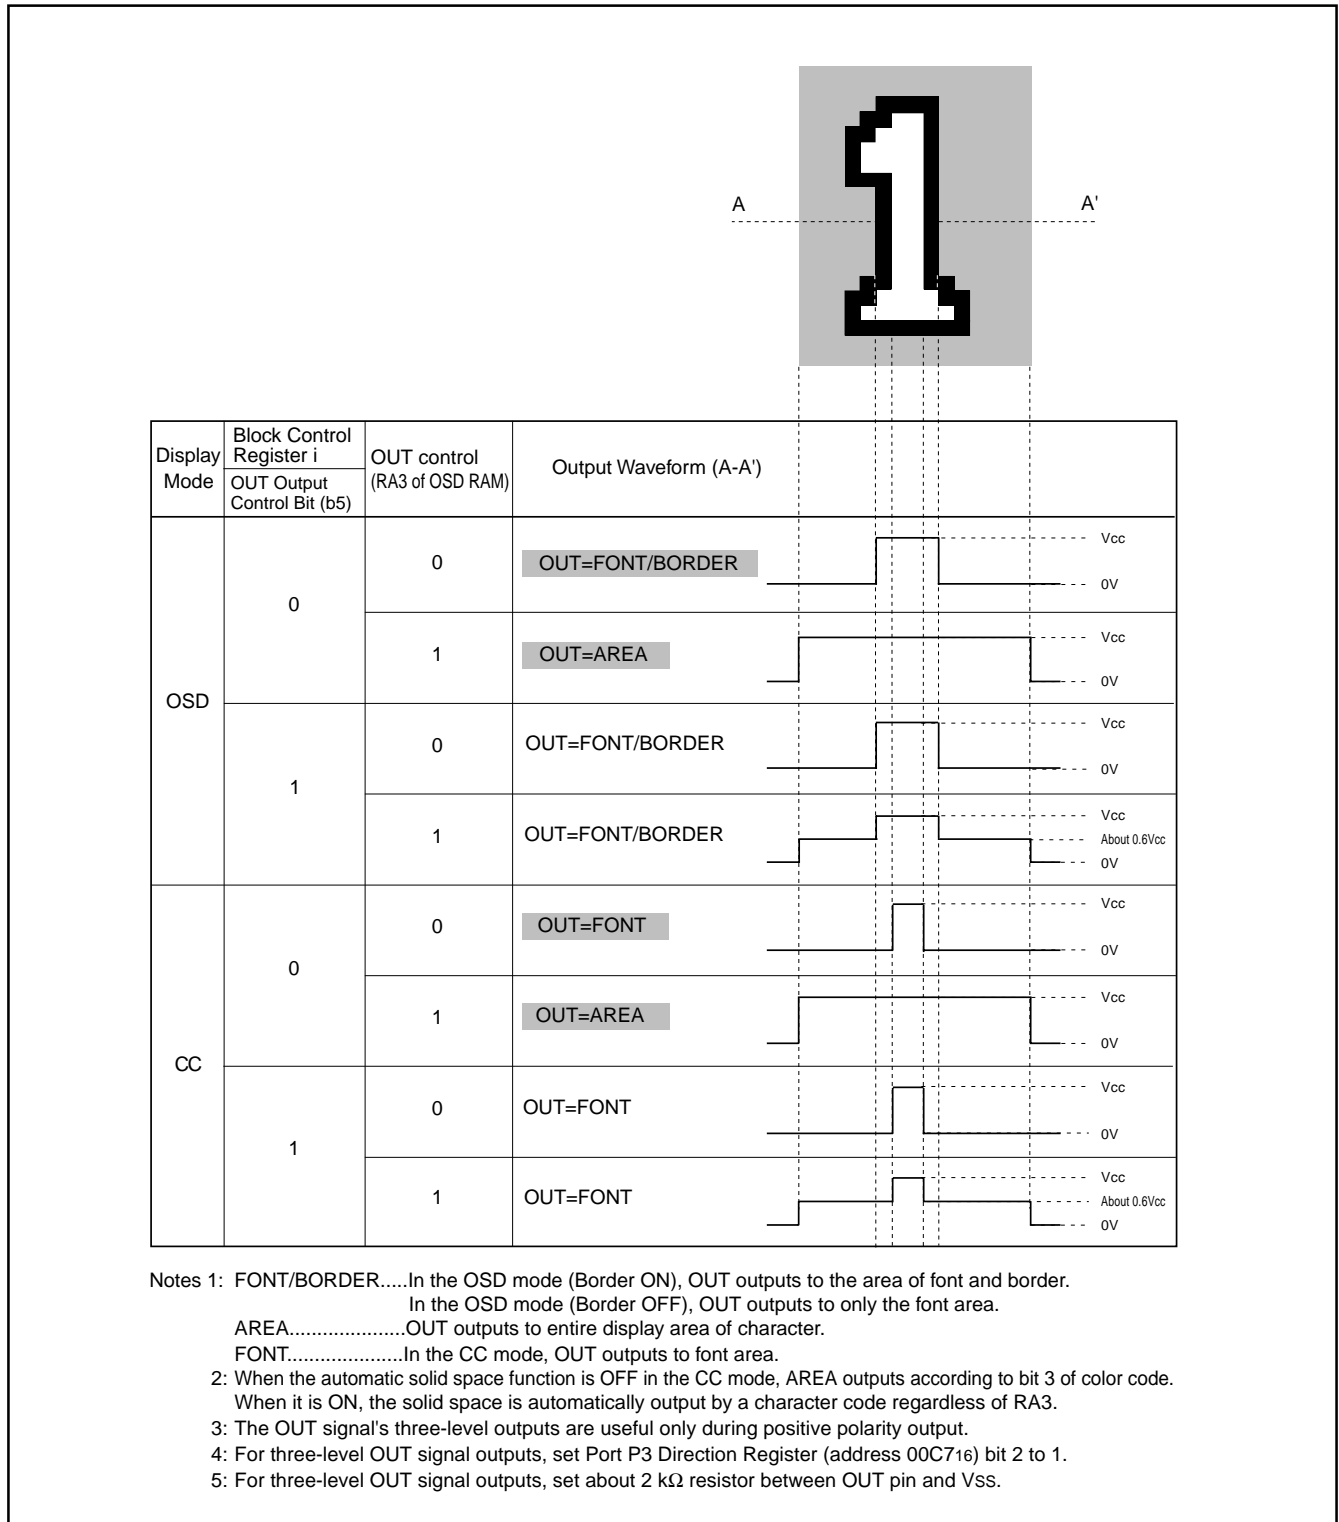 1
A A'
Display Mode
Block Control Register i
OUT Output Control Bit (b5)
OUT control (RA3 of OSD RAM)
Output Waveform (A-A')
OSD
0
0
OUT=FONT/BORDER
Vcc
0V
1
OUT=AREA
Vcc
0V
1
0
OUT=FONT/BORDER
Vcc
0V
1
OUT=FONT/BORDER
Vcc
About 0.6Vcc
0V
CC
0
0
OUT=FONT
Vcc
0V
1
OUT=AREA
Vcc
0V
1
0
OUT=FONT
Vcc
0V
1
OUT=FONT
Vcc
About 0.6Vcc
0V
Notes 1: FONT/BORDER.....In the OSD mode (Border ON), OUT outputs to the area of font and border.
In the OSD mode (Border OFF), OUT outputs to only the font area.
AREA.....................OUT outputs to entire display area of character.
FONT.....................In the CC mode, OUT outputs to font area.
2: When the automatic solid space function is OFF in the CC mode, AREA outputs according to bit 3 of color code.
When it is ON, the solid space is automatically output by a character code regardless of RA3.
3: The OUT signal's three-level outputs are useful only during positive polarity output.
4: For three-level OUT signal outputs, set Port P3 Direction Register (address 00C716) bit 2 to 1.
5: For three-level OUT signal outputs, set about 2 kΩ resistor between OUT pin and VSS.